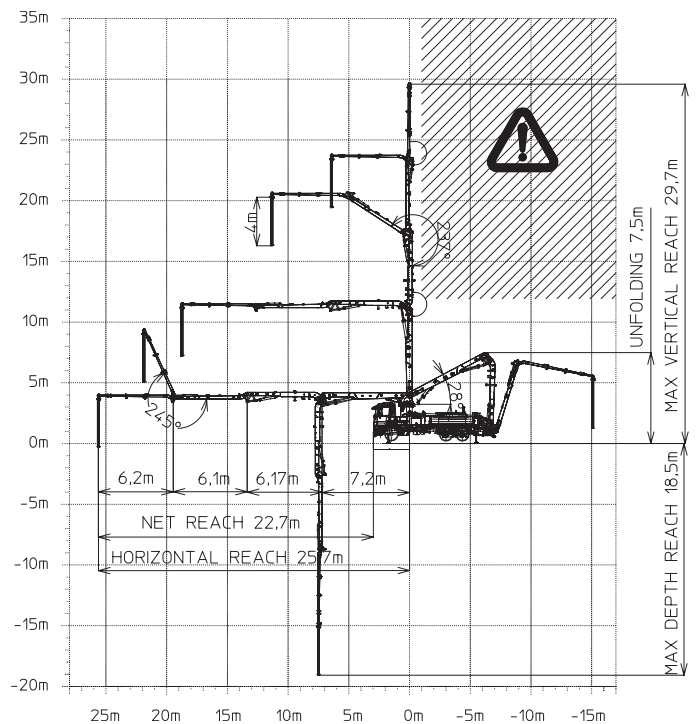 35m
30m
25m
20m
15m
10m
5m
0m
-5m
-10m
-15m
-20m
25m 20m 15m 10m 5m 0m -5m -10m -15m
4m
237°
28°
245°
6,2m 6,1m 6,17m 7,2m
NET REACH 22,7m
HORIZONTAL REACH 25,7m
UNFOLDING 7,5m
MAX VERTICAL REACH 29,7m
MAX DEPTH REACH 18,5m